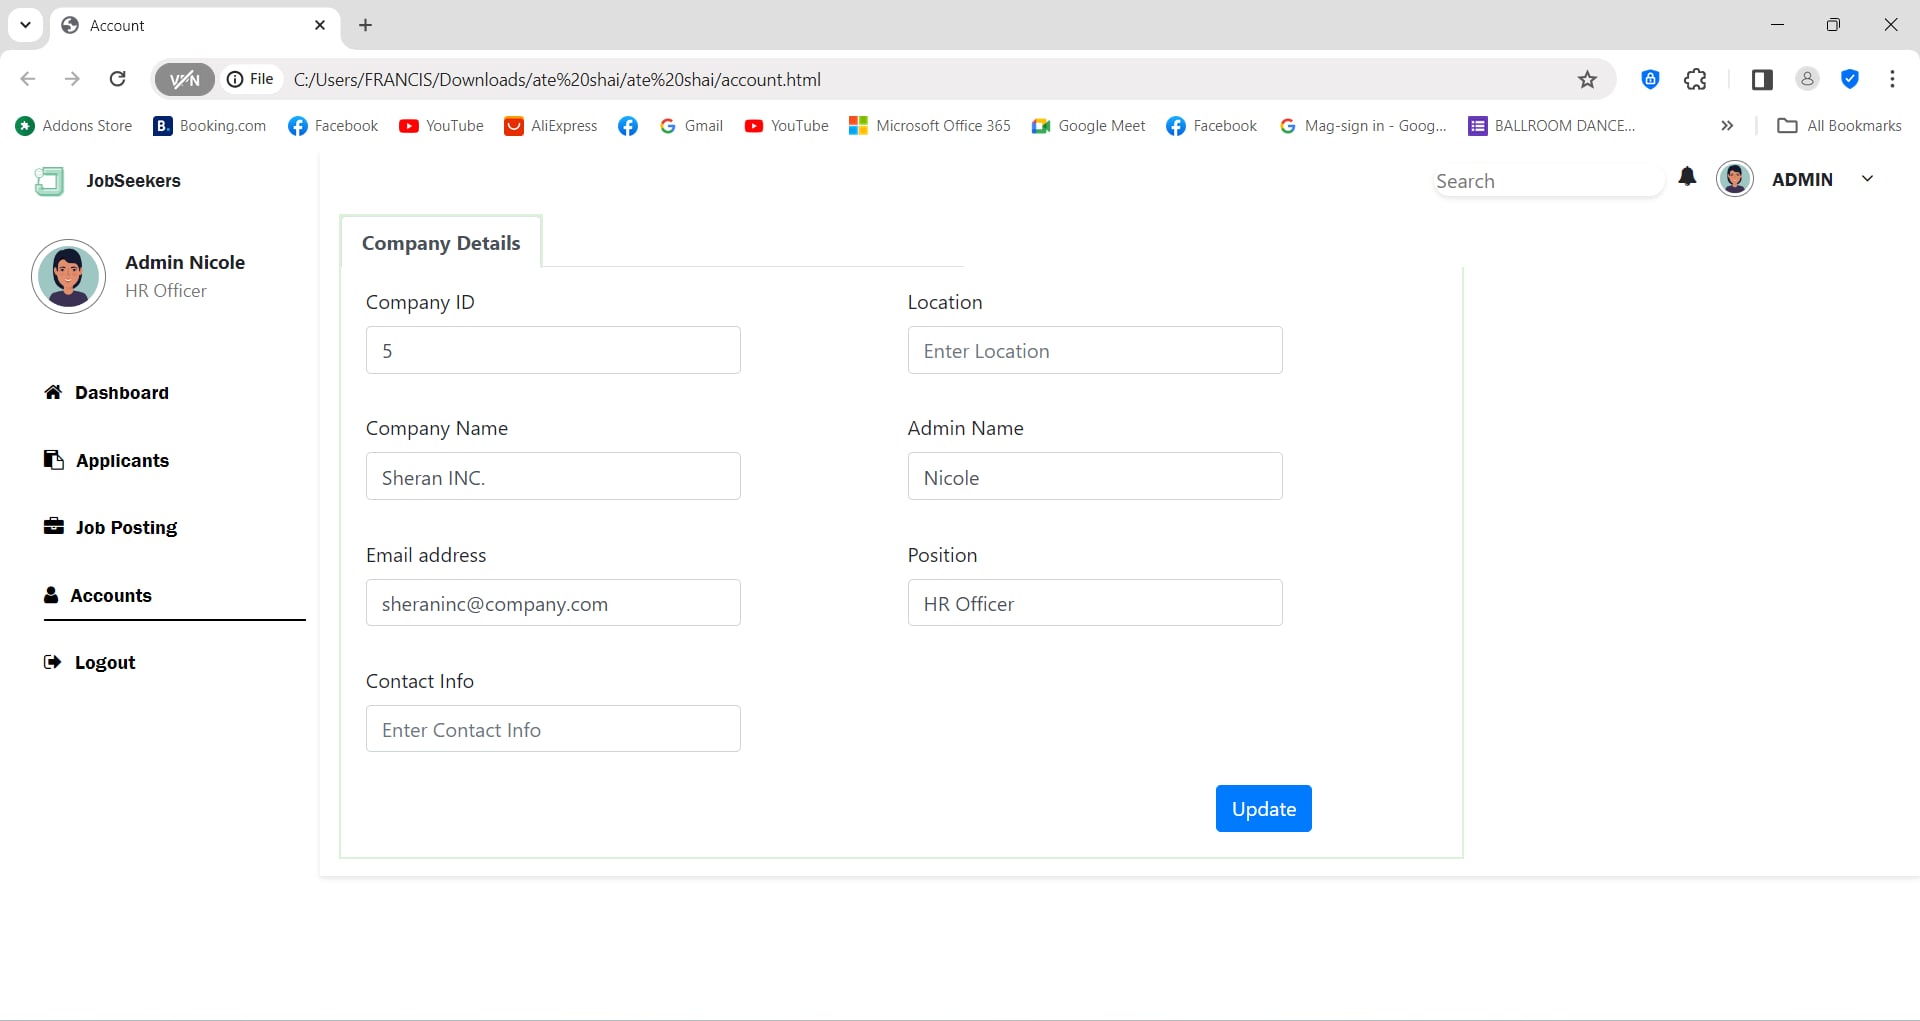 Account
VPN File C:/Users/FRANCIS/Downloads/ate%20shai/ate%20shai/account.html
Addons Store B. Booking.com Facebook YouTube AliExpress Gmail YouTube Microsoft Office 365 Google Meet Facebook Mag-sign in - Goog... BALLROOM DANCE... » All Bookmarks
JobSeekers
Search
ADMIN
Admin Nicole
HR Officer
Dashboard
Applicants
Job Posting
Accounts
Logout
Company Details
Company ID
5
Location
Enter Location
Company Name
Sheran INC.
Admin Name
Nicole
Email address
sheraninc@company.com
Position
HR Officer
Contact Info
Enter Contact Info
Update